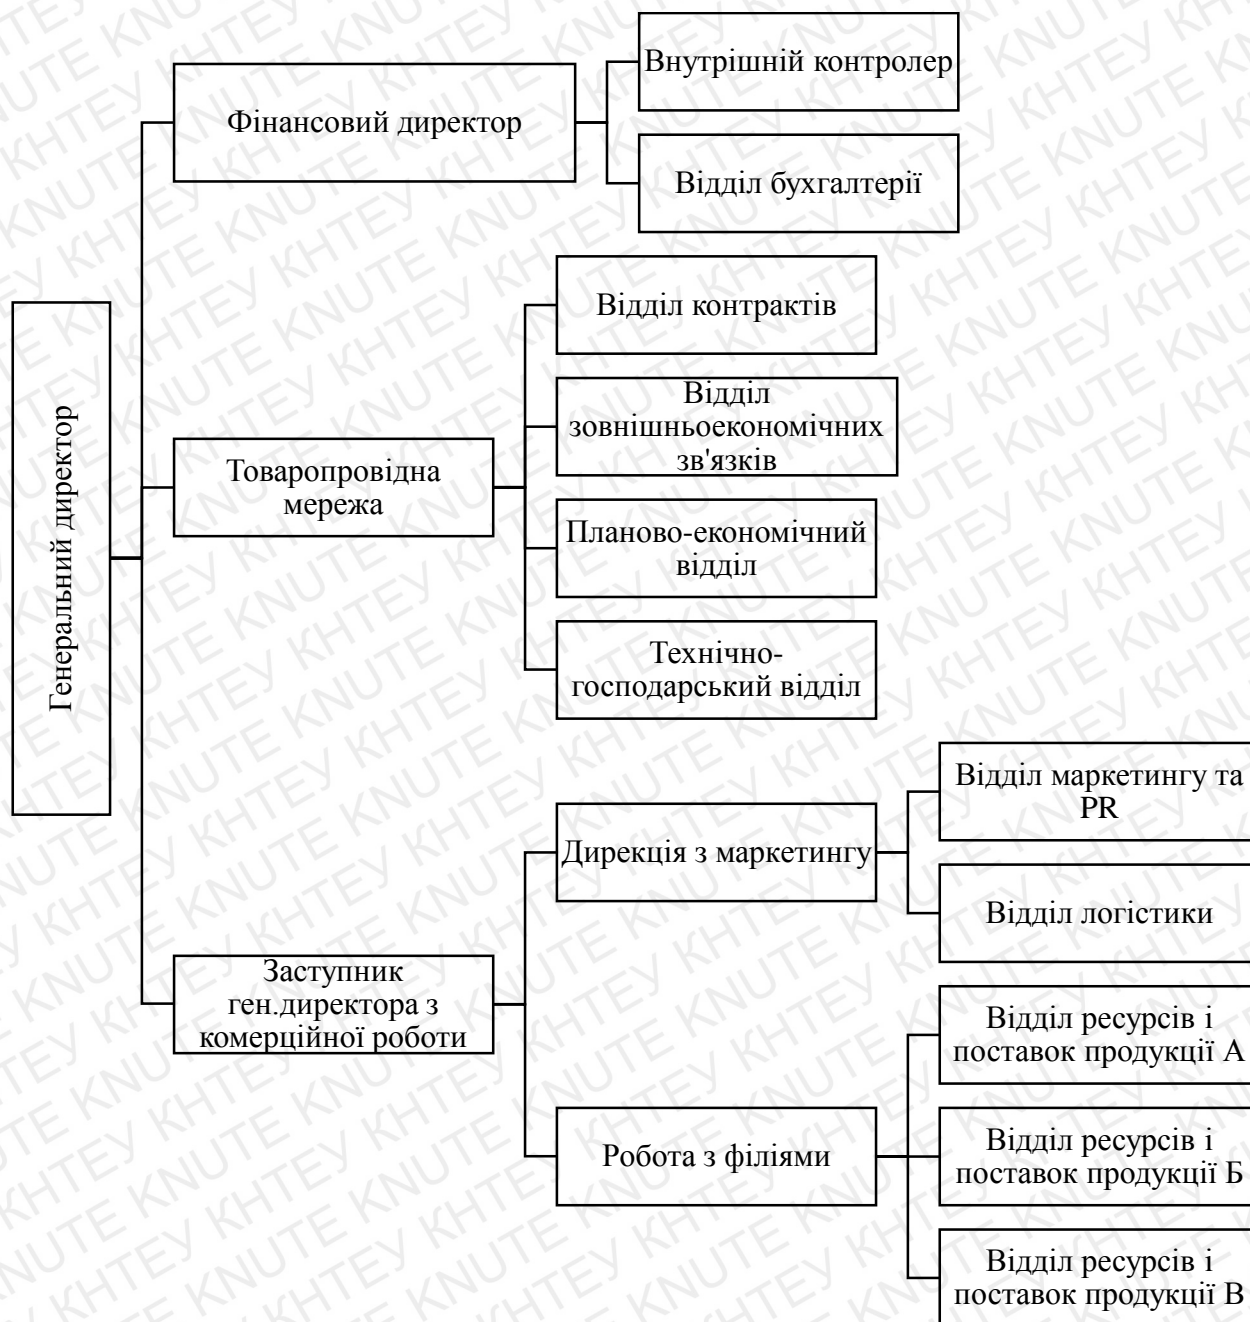 Внутрішній контролер
Фінансовий директор
Відділ бухгалтерії
Генеральний директор
Відділ контрактів
Відділ
зовнішньоекономічних
зв'язків
Товаропровідна
мережа
Планово-економічний
відділ
Технічно-
господарський відділ
Відділ маркетингу та
PR
Дирекція з маркетингу
Відділ логістики
Заступник
ген.директора з
комерційної роботи
Відділ ресурсів і
поставок продукції А
Робота з філіями
Відділ ресурсів і
поставок продукції Б
Відділ ресурсів і
поставок продукції В
КНТЕУ KNUTE